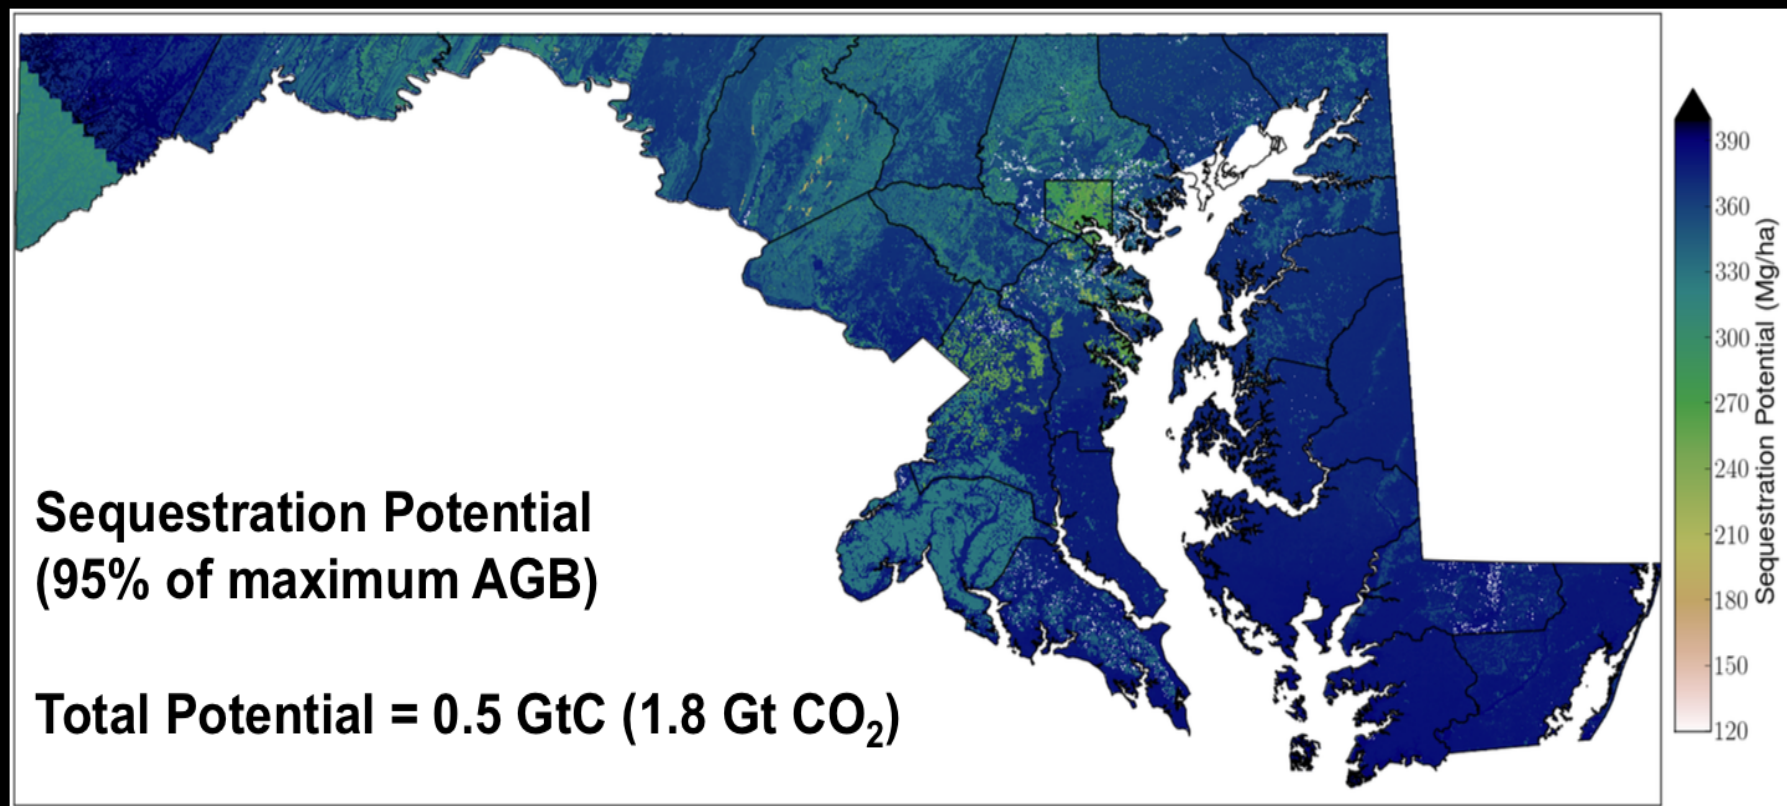 Sequestration Potential
(95% of maximum AGB)
Total Potential = 0.5 GtC (1.8 Gt CO₂)
390
360
330
300
270
240
210
180
150
120
Sequestration Potential (Mg/ha)